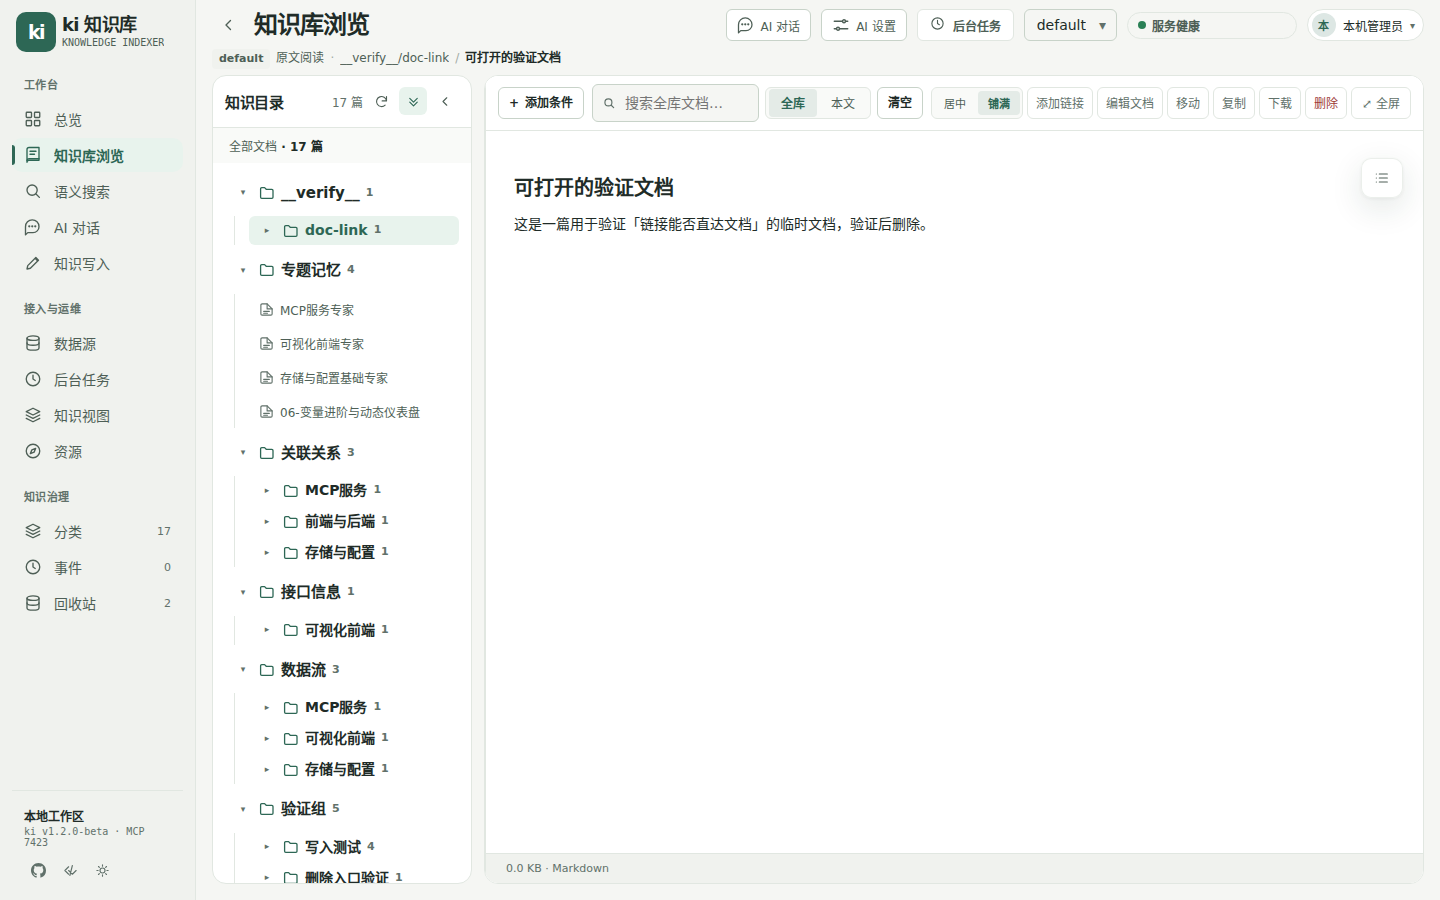 ki
ki 知识库
KNOWLEDGE INDEXER
工作台
总览
知识库浏览
语义搜索
AI 对话
知识写入
接入与运维
数据源
后台任务
知识视图
资源
知识治理
分类 17
事件 0
回收站 2
本地工作区
ki v1.2.0-beta · MCP
7423
知识库浏览
AI 对话
AI 设置
后台任务
default
服务健康
本 本机管理员
default 原文阅读 · __verify__/doc-link / 可打开的验证文档
知识目录 17 篇
全部文档 · 17 篇
__verify__ 1
doc-link 1
专题记忆 4
MCP服务专家
可视化前端专家
存储与配置基础专家
06-变量进阶与动态仪表盘
关联关系 3
MCP服务 1
前端与后端 1
存储与配置 1
接口信息 1
可视化前端 1
数据流 3
MCP服务 1
可视化前端 1
存储与配置 1
验证组 5
写入测试 4
删除入口验证 1
+ 添加条件
搜索全库文档...
全库 本文
清空
居中 铺满
添加链接
编辑文档
移动
复制
下载
删除
全屏
可打开的验证文档
这是一篇用于验证「链接能否直达文档」的临时文档，验证后删除。
0.0 KB · Markdown